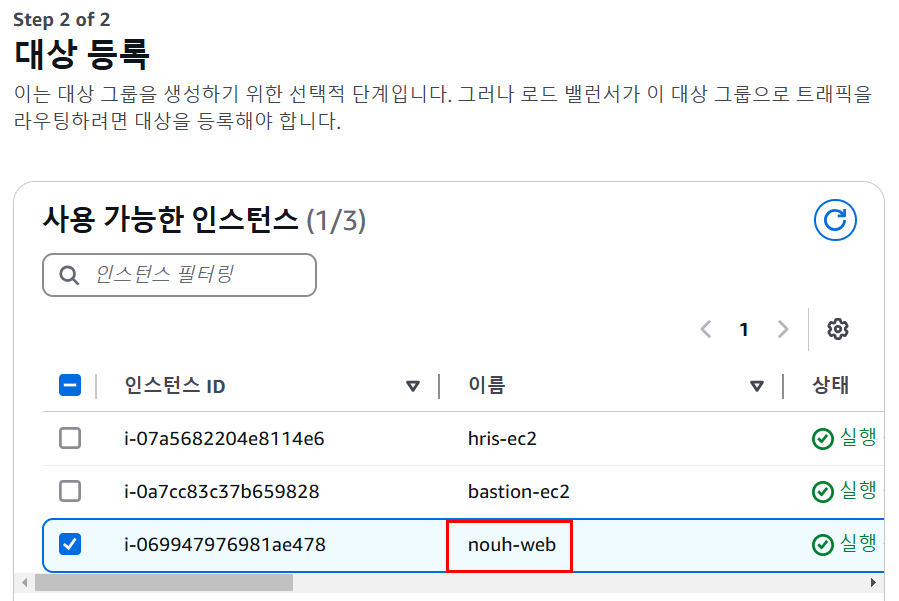 Step 2 of 2
대상 등록
이는 대상 그룹을 생성하기 위한 선택적 단계입니다. 그러나 로드 밸런서가 이 대상 그룹으로 트래픽을
라우팅하려면 대상을 등록해야 합니다.
사용 가능한 인스턴스 (1/3)
인스턴스 필터링
1
인스턴스 ID 이름 상태
i-07a5682204e8114e6 hris-ec2 실행
i-0a7cc83c37b659828 bastion-ec2 실행
i-069947976981ae478 nouh-web 실행